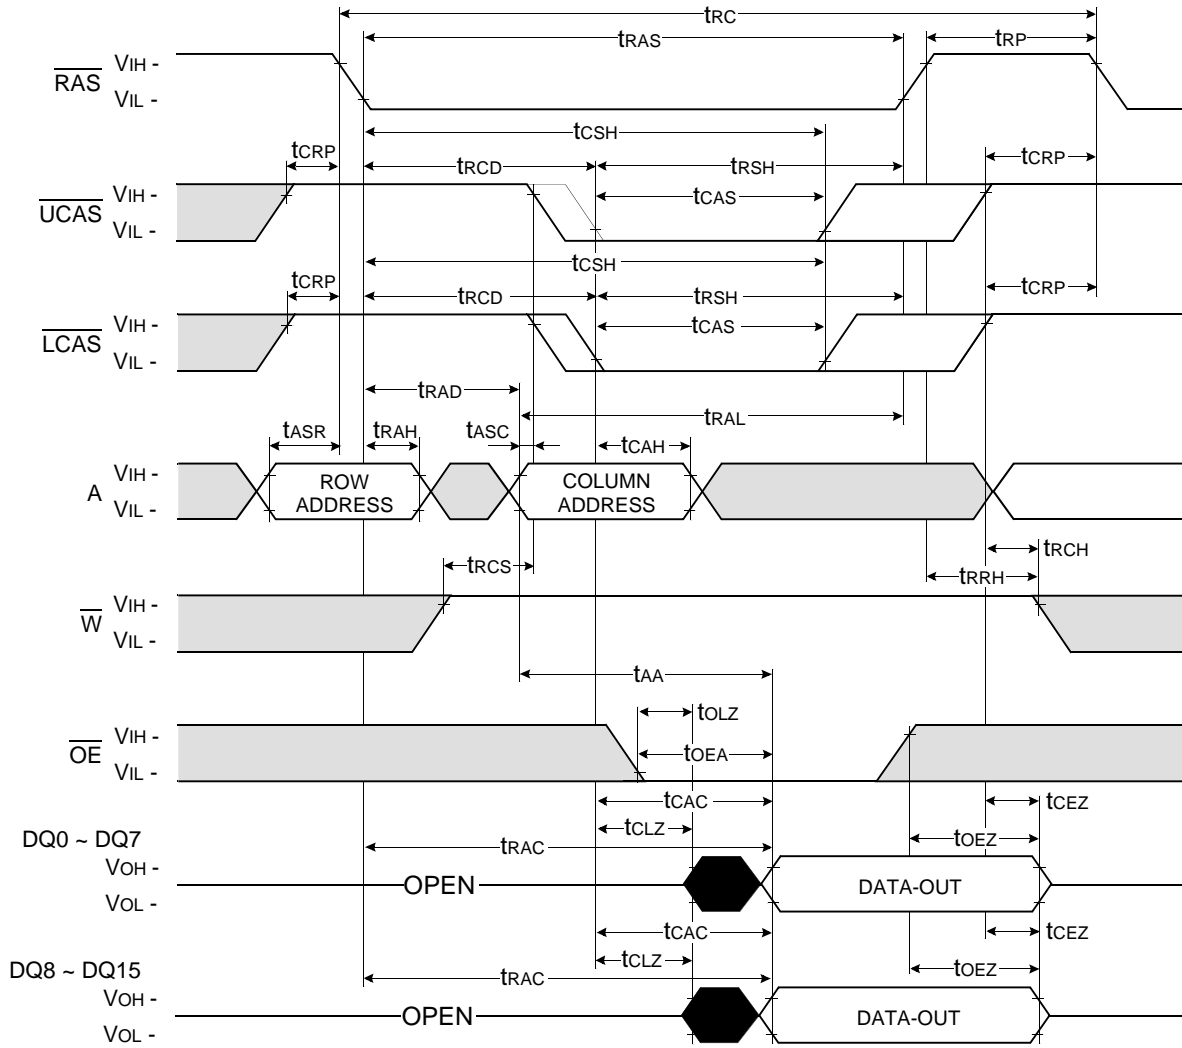 tRC
tRAS tRP
RAS VIH -
VIL -
tCSH
tCRP tRCD tRSH tCRP
UCAS VIH - tCAS
VIL -
tCSH
tCRP tRCD tRSH tCRP
LCAS VIH - tCAS
VIL -
tRAD
tRAL
tASR tRAH tASC tCAH
A VIH - ROW COLUMN
VIL - ADDRESS ADDRESS
tRCH
tRCS tRRH
W VIH -
VIL -
tAA
tOLZ
OE VIH - tOEA
VIL -
tCAC tCEZ
tCLZ tOEZ
DQ0 ~ DQ7 tRAC
VOH - OPEN DATA-OUT
VOL -
tCAC tCEZ
tCLZ tOEZ
DQ8 ~ DQ15 tRAC
VOH - OPEN DATA-OUT
VOL -